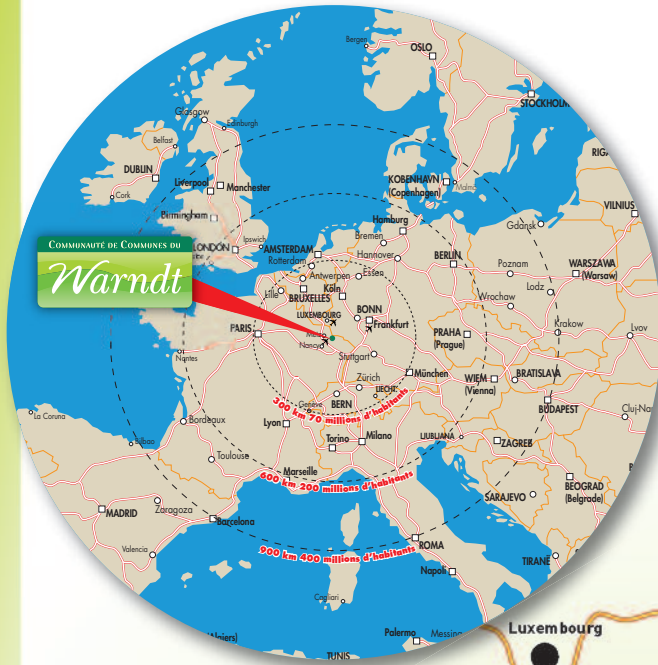 Bergen
OSLO
STOCKHOLM
Glasgow
Edinburgh
Belfast
RIGA
DUBLIN
Liverpool
Manchester
KOBENHAVN
(Copenhagen)
Malmö
Cork
VILNIUS
Birmingham
Hamburg
Gdansk
Bremen
COMMUNAUTÉ DE COMMUNES DU
Warndt
LONDON
Ipswich
AMSTERDAM
Hannover
BERLIN
Poznam
WARSZAWA
(Warsaw)
Rotterdam
Antwerpen
Essen
Lodz
Lille
BRUXELLES
Köln
Wrochaw
LUXEMBOURG
BONN
Frankfurt
Krakow
Lvov
PARIS
Metz
Nancy
PRAHA
(Prague)
Stuttgart
Nantes
München
WIEM
(Vienna)
BRATISLAVA
Zürich
LIECHT.
BERN
BUDAPEST
Genève
300 km 70 millions d'habitants
La Coruna
Cluj-Na
Bordeaux
Lyon
Torino
Milano
LJUBLJANA
ZAGREB
Bilbao
Toulouse
Marseille
600 km 200 millions d'habitants
BEOGRAD
(Belgrade)
SARAJEVO
MADRID
Zaragoza
Barcelona
Valencia
900 km 400 millions d'habitants
ROMA
TIRANE
Napoli
Cagliari
Luxembourg
Palermo
Messina
TUNIS